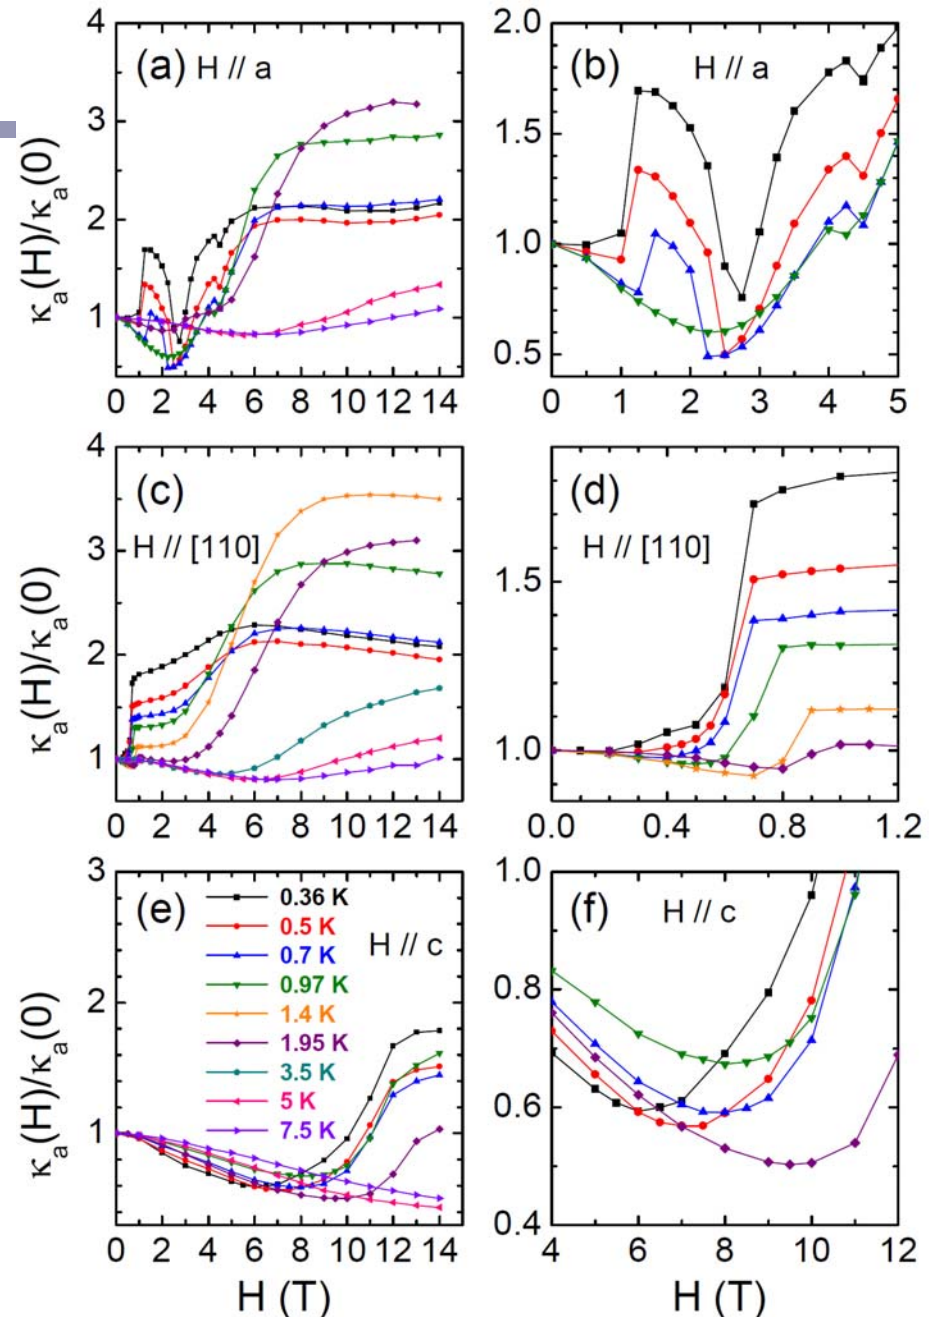 (a) H // a
κa(H)/κa(0)
4
3
2
1
0 2 4 6 8 10 12 14
(b) H // a
2.0
1.5
1.0
0.5
0 1 2 3 4 5
(c)
H // [110]
κa(H)/κa(0)
4
3
2
1
0 2 4 6 8 10 12 14
(d)
H // [110]
1.5
1.0
0.0 0.4 0.8 1.2
(e)
H // c
κa(H)/κa(0)
3
2
1
0.36 K
0.5 K
0.7 K
0.97 K
1.4 K
1.95 K
3.5 K
5 K
7.5 K
0 2 4 6 8 10 12 14
H (T)
(f) H // c
1.0
0.8
0.6
0.4
4 6 8 10 12
H (T)